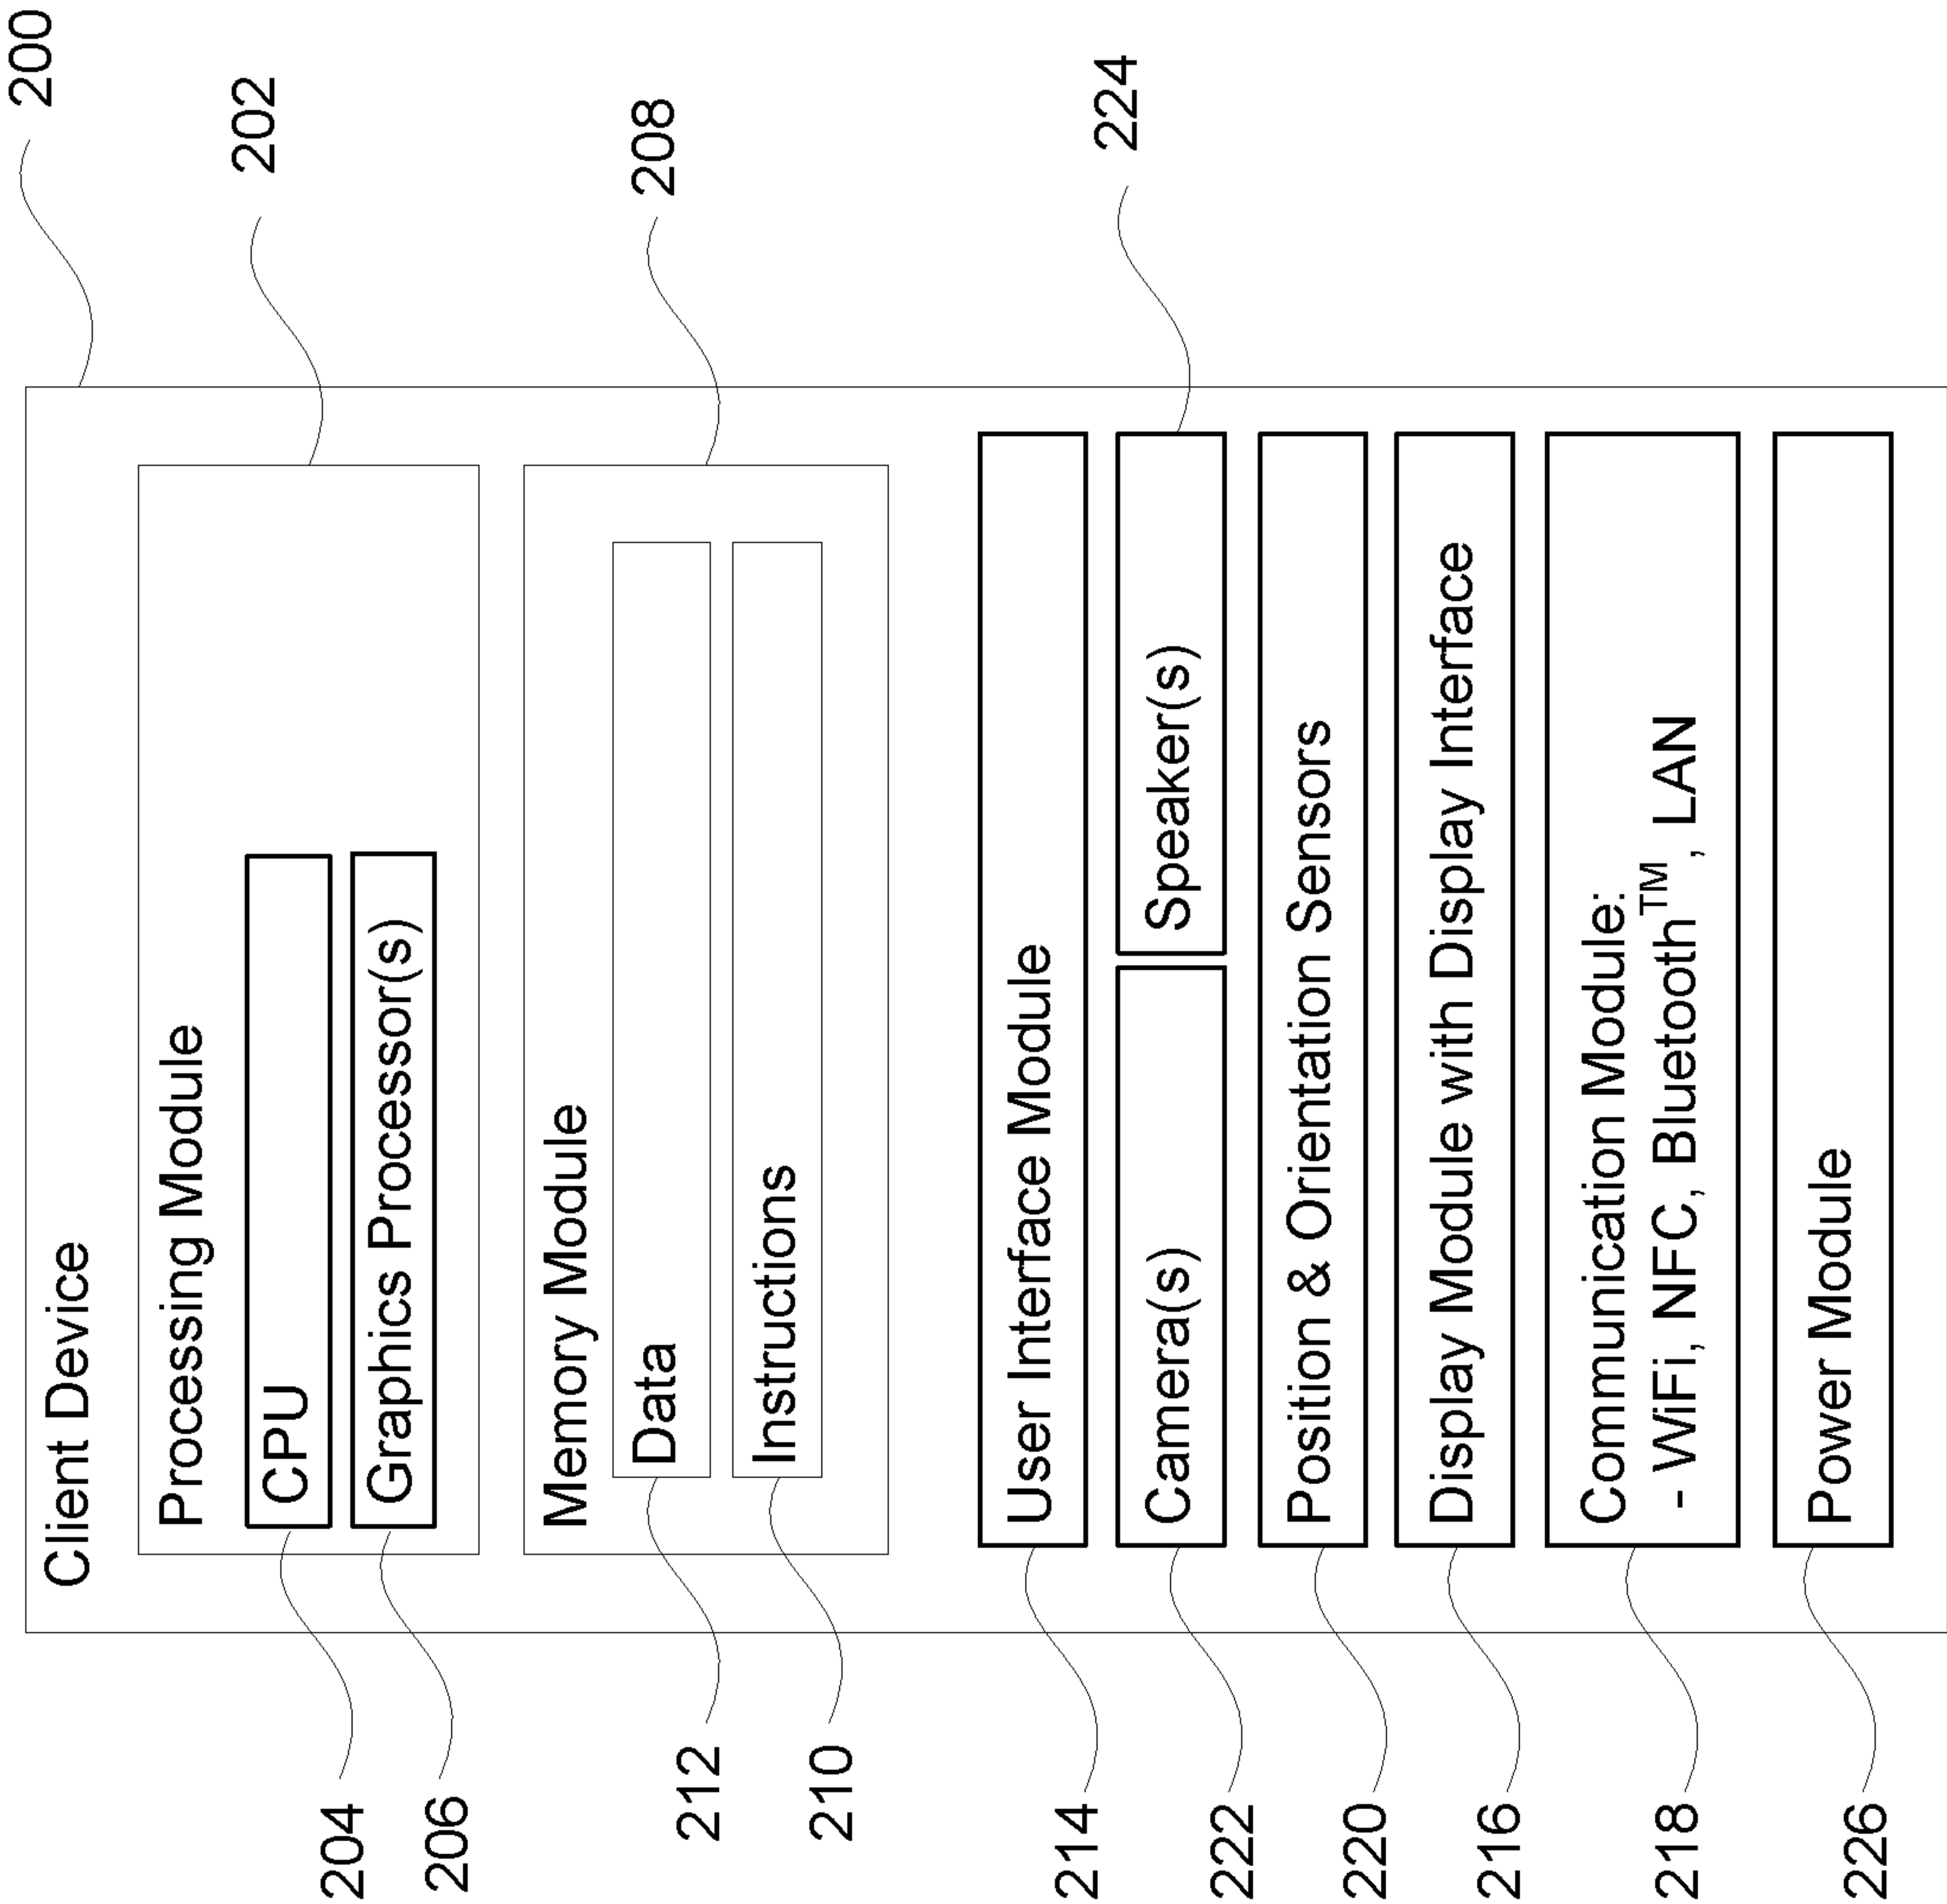 200
Client Device
202
Processing Module
204
CPU
206
Graphics Processor(s)
208
Memory Module
212
Data
210
Instructions
214
User Interface Module
222
Camera(s)
Speaker(s)
224
220
Position & Orientation Sensors
216
Display Module with Display Interface
218
Communication Module:
- WiFi, NFC, Bluetooth™, LAN
226
Power Module